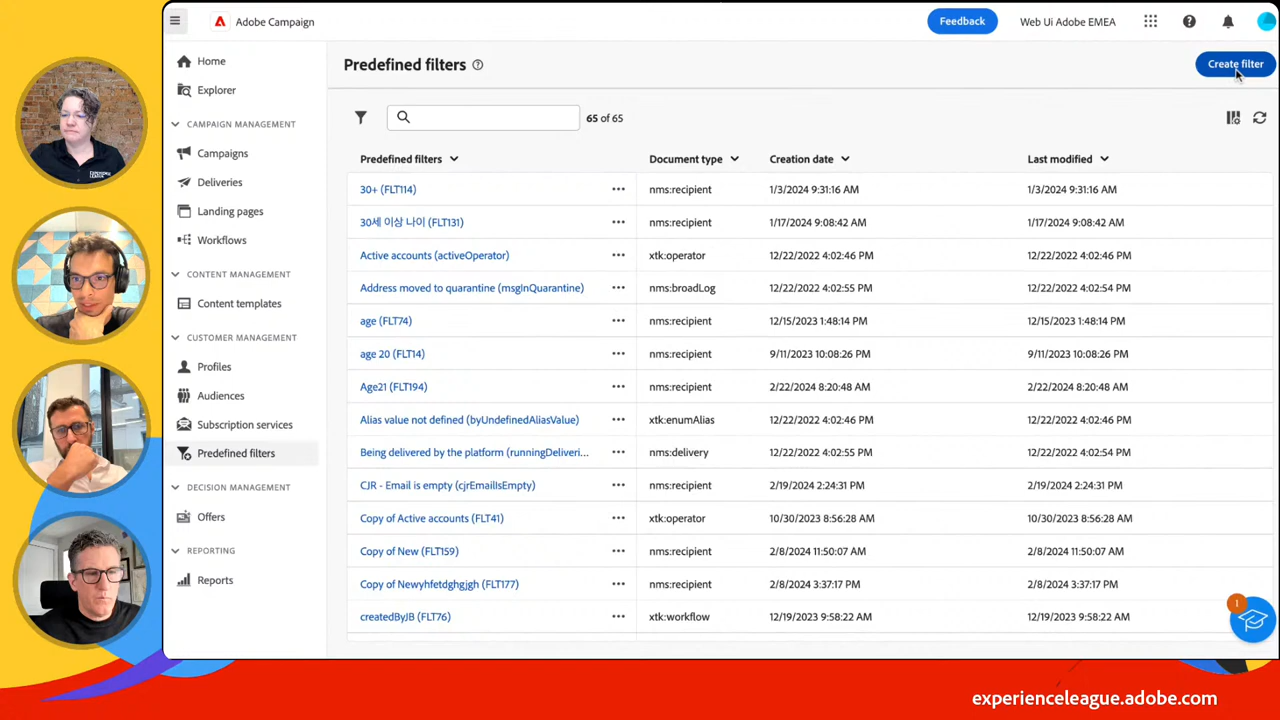 Adobe Campaign
Feedback
Web Ui Adobe EMEA
Home
Explorer
CAMPAIGN MANAGEMENT
Campaigns
Deliveries
Landing pages
Workflows
CONTENT MANAGEMENT
Content templates
CUSTOMER MANAGEMENT
Profiles
Audiences
Subscription services
Predefined filters
DECISION MANAGEMENT
Offers
REPORTING
Reports
Predefined filters
Create filter
65 of 65
Predefined filters Document type Creation date Last modified
30+ (FLT114) nms:recipient 1/3/2024 9:31:16 AM 1/3/2024 9:31:16 AM
30세 이상 나이 (FLT131) nms:recipient 1/17/2024 9:08:42 AM 1/17/2024 9:08:42 AM
Active accounts (activeOperator) xtk:operator 12/22/2022 4:02:46 PM 12/22/2022 4:02:46 PM
Address moved to quarantine (msgInQuarantine) nms:broadLog 12/22/2022 4:02:55 PM 12/22/2022 4:02:54 PM
age (FLT74) nms:recipient 12/15/2023 1:48:14 PM 12/15/2023 1:48:14 PM
age 20 (FLT14) nms:recipient 9/11/2023 10:08:26 PM 9/11/2023 10:08:26 PM
Age21 (FLT194) nms:recipient 2/22/2024 8:20:48 AM 2/22/2024 8:20:48 AM
Alias value not defined (byUndefinedAliasValue) xtk:enumAlias 12/22/2022 4:02:46 PM 12/22/2022 4:02:46 PM
Being delivered by the platform (runningDeliveri... nms:delivery 12/22/2022 4:02:55 PM 12/22/2022 4:02:54 PM
CJR - Email is empty (cjrEmailIsEmpty) nms:recipient 2/19/2024 2:24:31 PM 2/19/2024 2:24:31 PM
Copy of Active accounts (FLT41) xtk:operator 10/30/2023 8:56:28 AM 10/30/2023 8:56:28 AM
Copy of New (FLT159) nms:recipient 2/8/2024 11:50:07 AM 2/8/2024 11:50:07 AM
Copy of Newyhfetdghgjgh (FLT177) nms:recipient 2/8/2024 3:37:17 PM 2/8/2024 3:37:17 PM
createdByJB (FLT76) xtk:workflow 12/19/2023 9:58:22 AM 12/19/2023 9:58:22 AM
1
experienceleague.adobe.com